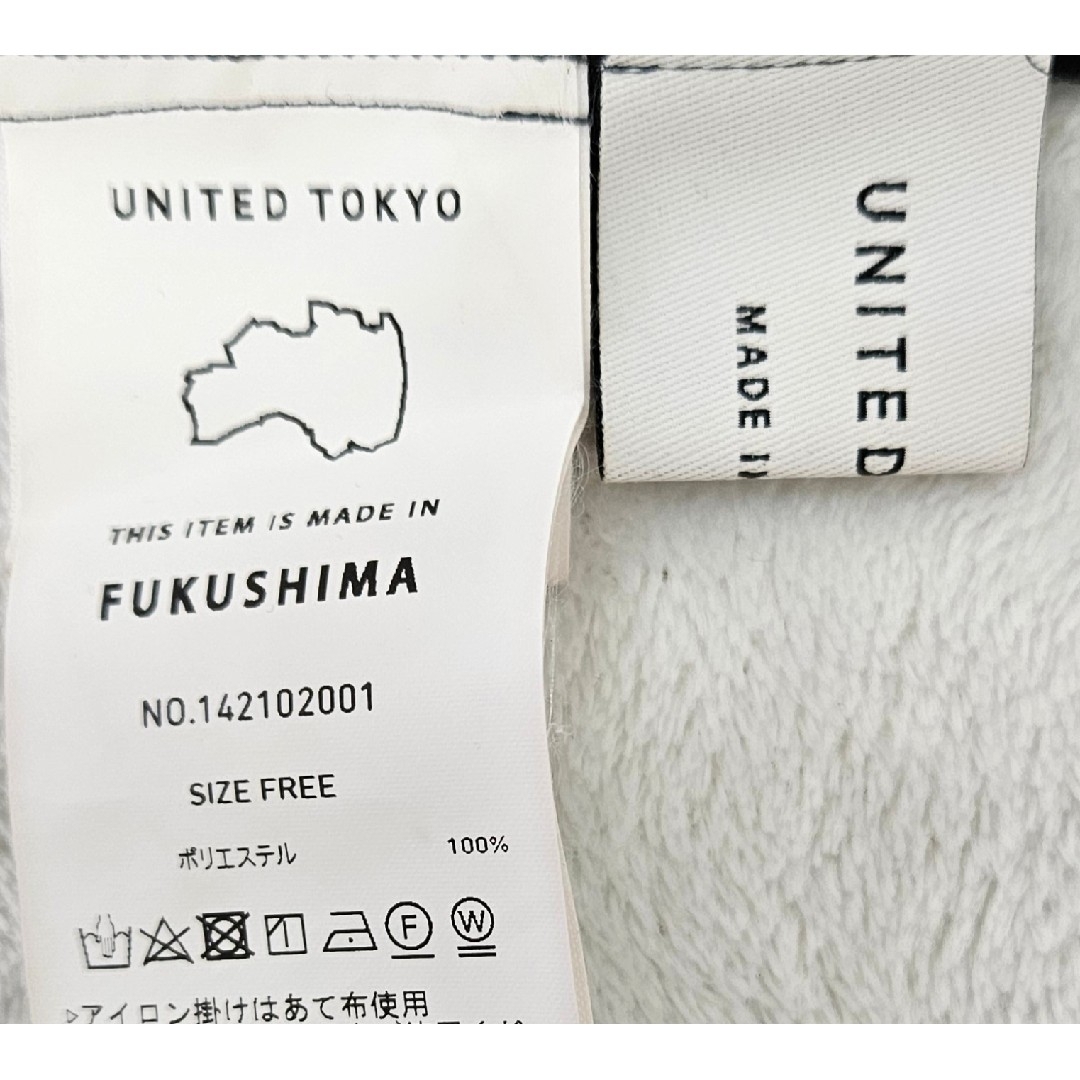 UNITED TOKYO
THIS ITEM IS MADE IN
FUKUSHIMA
NO.142102001
SIZE FREE
ポリエステル 100%
F W
▷アイロン掛けはあて布使用
UNITED
MADE